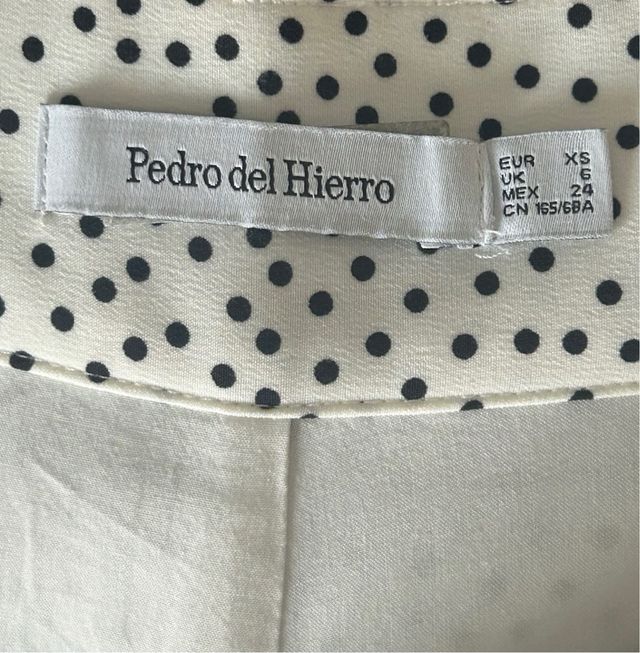 Pedro del Hierro
EUR XS
UK 6
MEX 24
CN 165/68A